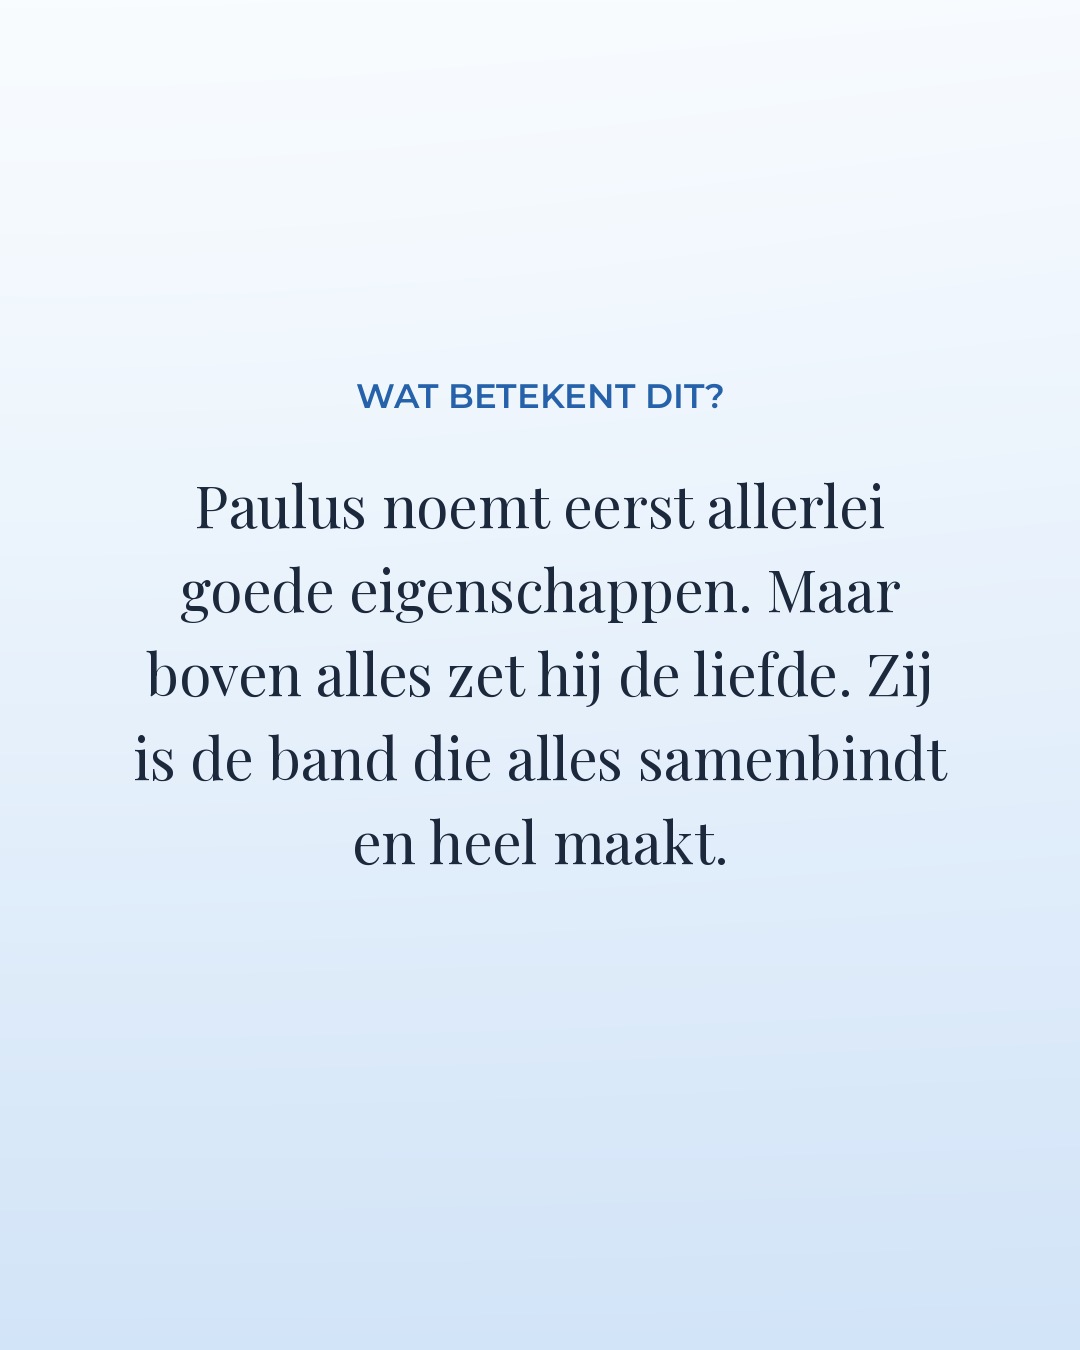 WAT BETEKENT DIT?
Paulus noemt eerst allerlei
goede eigenschappen. Maar
boven alles zet hij de liefde. Zij
is de band die alles samenbindt
en heel maakt.